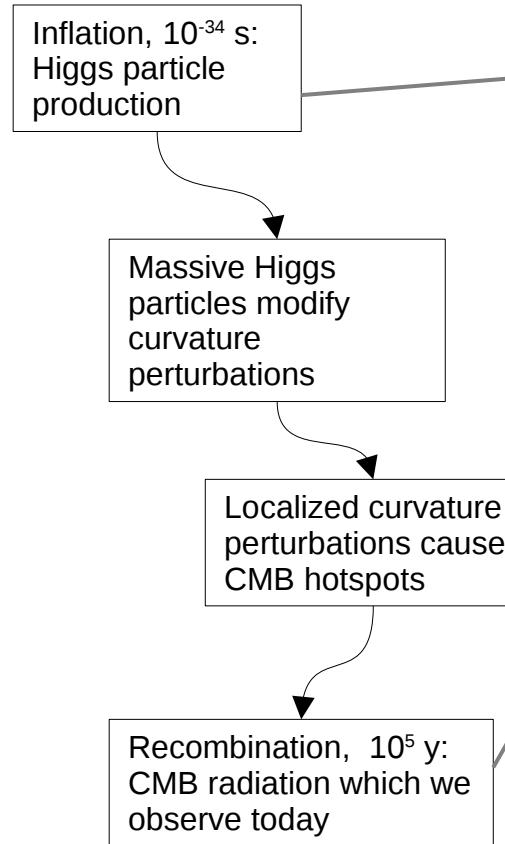 Inflation, 10⁻³⁴ s:
Higgs particle
production
Massive Higgs
particles modify
curvature
perturbations
Localized curvature
perturbations cause
CMB hotspots
Recombination,  10⁵ y:
CMB radiation which we
observe today